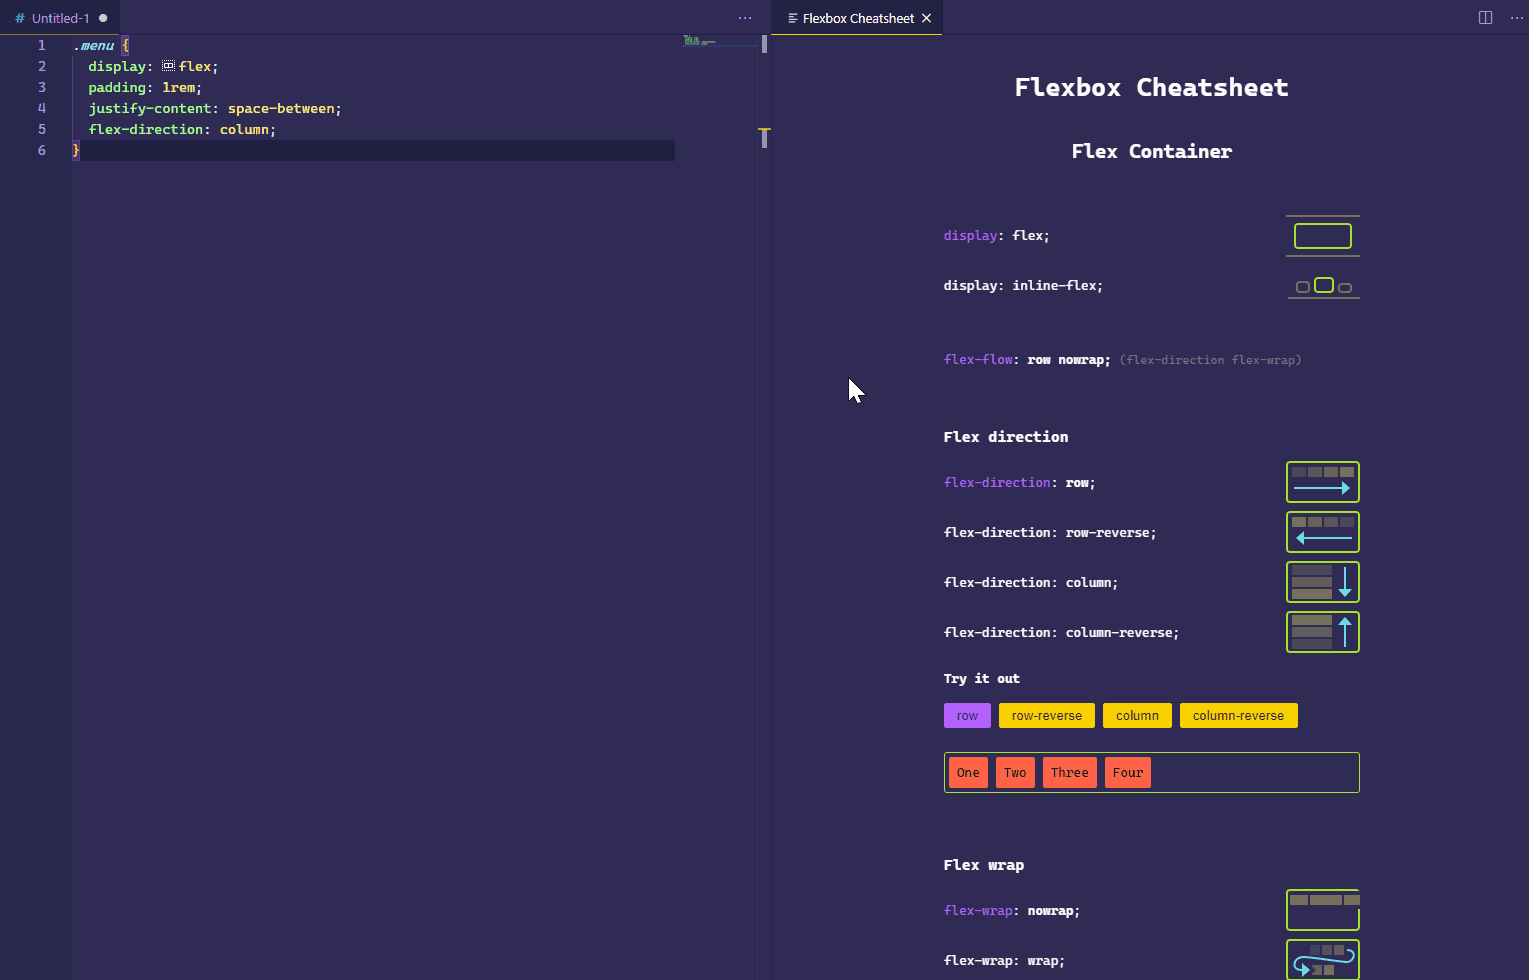 # Untitled-1
Flexbox Cheatsheet
1 .menu {
2 display: flex;
3 padding: 1rem;
4 justify-content: space-between;
5 flex-direction: column;
6 }
Flexbox Cheatsheet
Flex Container
display: flex;
display: inline-flex;
flex-flow: row nowrap; (flex-direction flex-wrap)
Flex direction
flex-direction: row;
flex-direction: row-reverse;
flex-direction: column;
flex-direction: column-reverse;
Try it out
row row-reverse column column-reverse
One Two Three Four
Flex wrap
flex-wrap: nowrap;
flex-wrap: wrap;